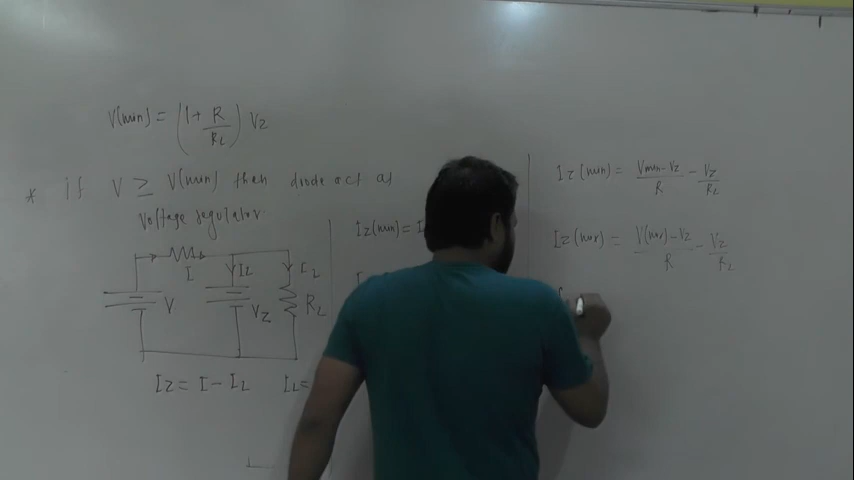 V(min) = (1 + R/RL) VZ
* if V ≥ V(min) then diode act as
Voltage regulator
I IZ IL
V VZ RL
IZ = I - IL IL =
IZ(min) = I
IZ(min) = Vmin - VZ/R - VZ/RL
IZ(max) = V(max) - VZ/R - VZ/RL